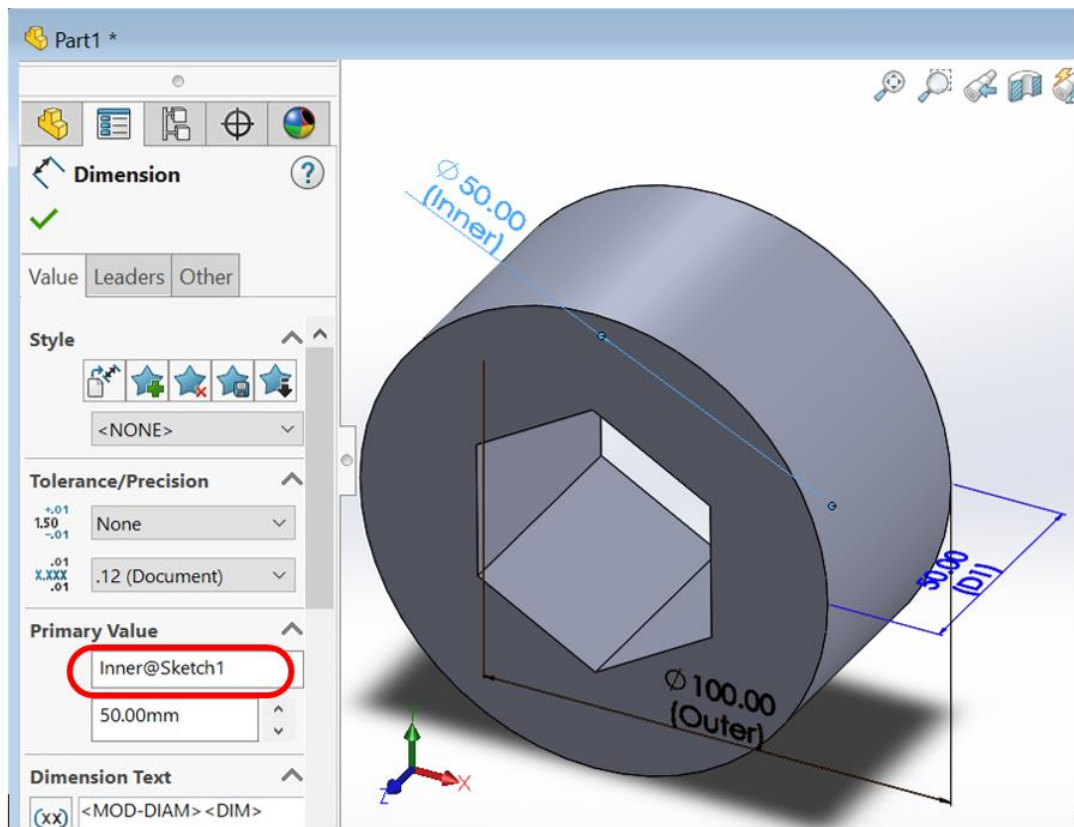 Part1 *
Dimension
?
Value
Leaders
Other
Style
<NONE>
Tolerance/Precision
+.01
1.50
-.01
None
.01
X.XXX
.01
.12 (Document)
Primary Value
Inner@Sketch1
50.00mm
Dimension Text
(xx)
<MOD-DIAM><DIM>
∅ 50.00
(Inner)
50.00
(D1)
∅ 100.00
(Outer)
Y
X
Z